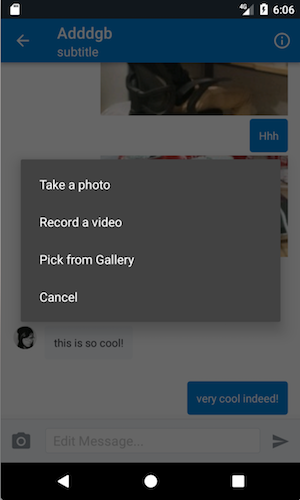 4G
6:06
Adddgb
subtitle
Hhh
Take a photo
Record a video
Pick from Gallery
Cancel
this is so cool!
very cool indeed!
Edit Message...